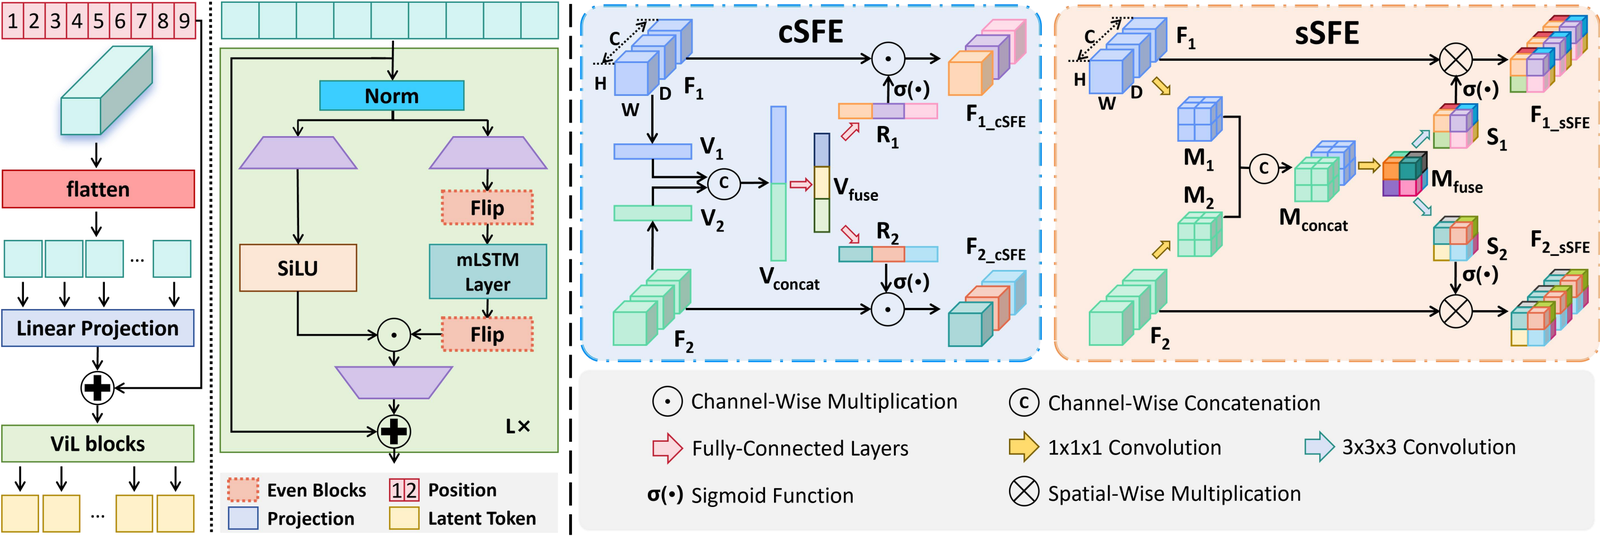 1 2 3 4 5 6 7 8 9
flatten
...
Linear Projection
ViL blocks
...
Norm
Flip
SiLU
mLSTM
Layer
Flip
L×
Even Blocks
12 Position
Projection
Latent Token
cSFE
C
H
W
D
F1
V1
C
V2
Vconcat
Vfuse
R1
σ(•)
F1_cSFE
R2
σ(•)
F2_cSFE
F2
sSFE
C
H
W
D
F1
M1
M2
C
Mconcat
Mfuse
S1
σ(•)
F1_sSFE
S2
σ(•)
F2_sSFE
F2
Channel-Wise Multiplication
C Channel-Wise Concatenation
Fully-Connected Layers
1x1x1 Convolution
3x3x3 Convolution
σ(•) Sigmoid Function
Spatial-Wise Multiplication